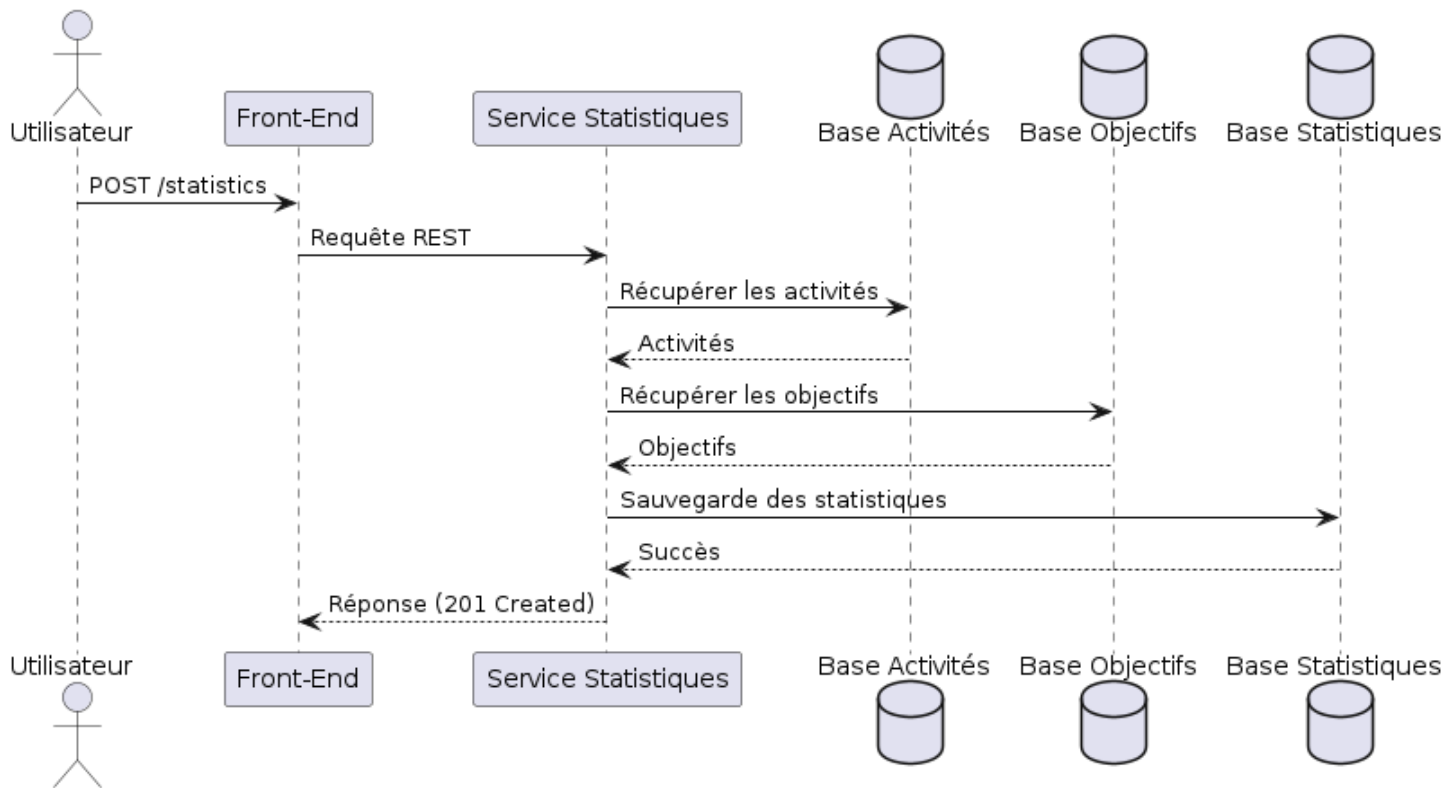 Utilisateur
Front-End
Service Statistiques
Base Activités
Base Objectifs
Base Statistiques
POST /statistics
Requête REST
Récupérer les activités
Activités
Récupérer les objectifs
Objectifs
Sauvegarde des statistiques
Succès
Réponse (201 Created)
Utilisateur
Front-End
Service Statistiques
Base Activités
Base Objectifs
Base Statistiques